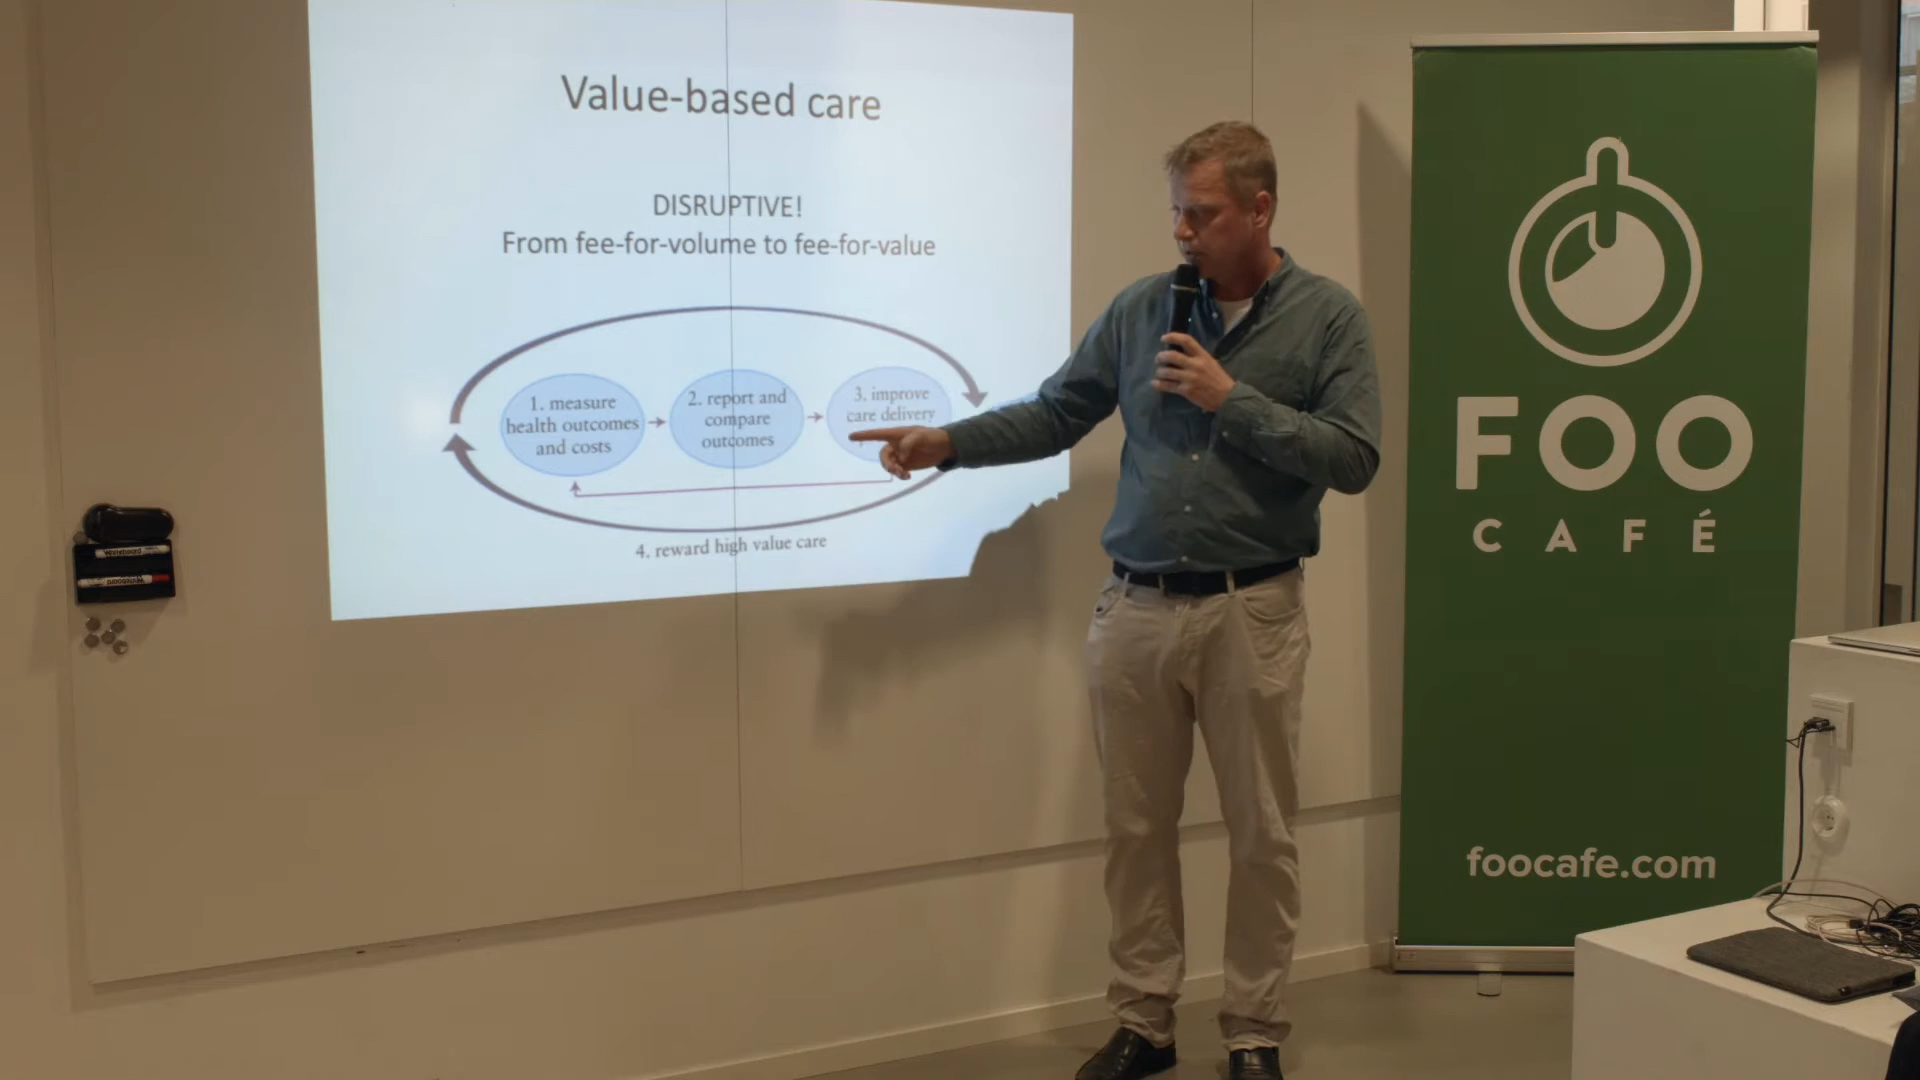 Value-based care
DISRUPTIVE!
From fee-for-volume to fee-for-value
1. measure
health outcomes
and costs
2. report and
compare
outcomes
3. improve
care delivery
4. reward high value care
FOO
CAFÉ
foocafe.com
Whiteboard